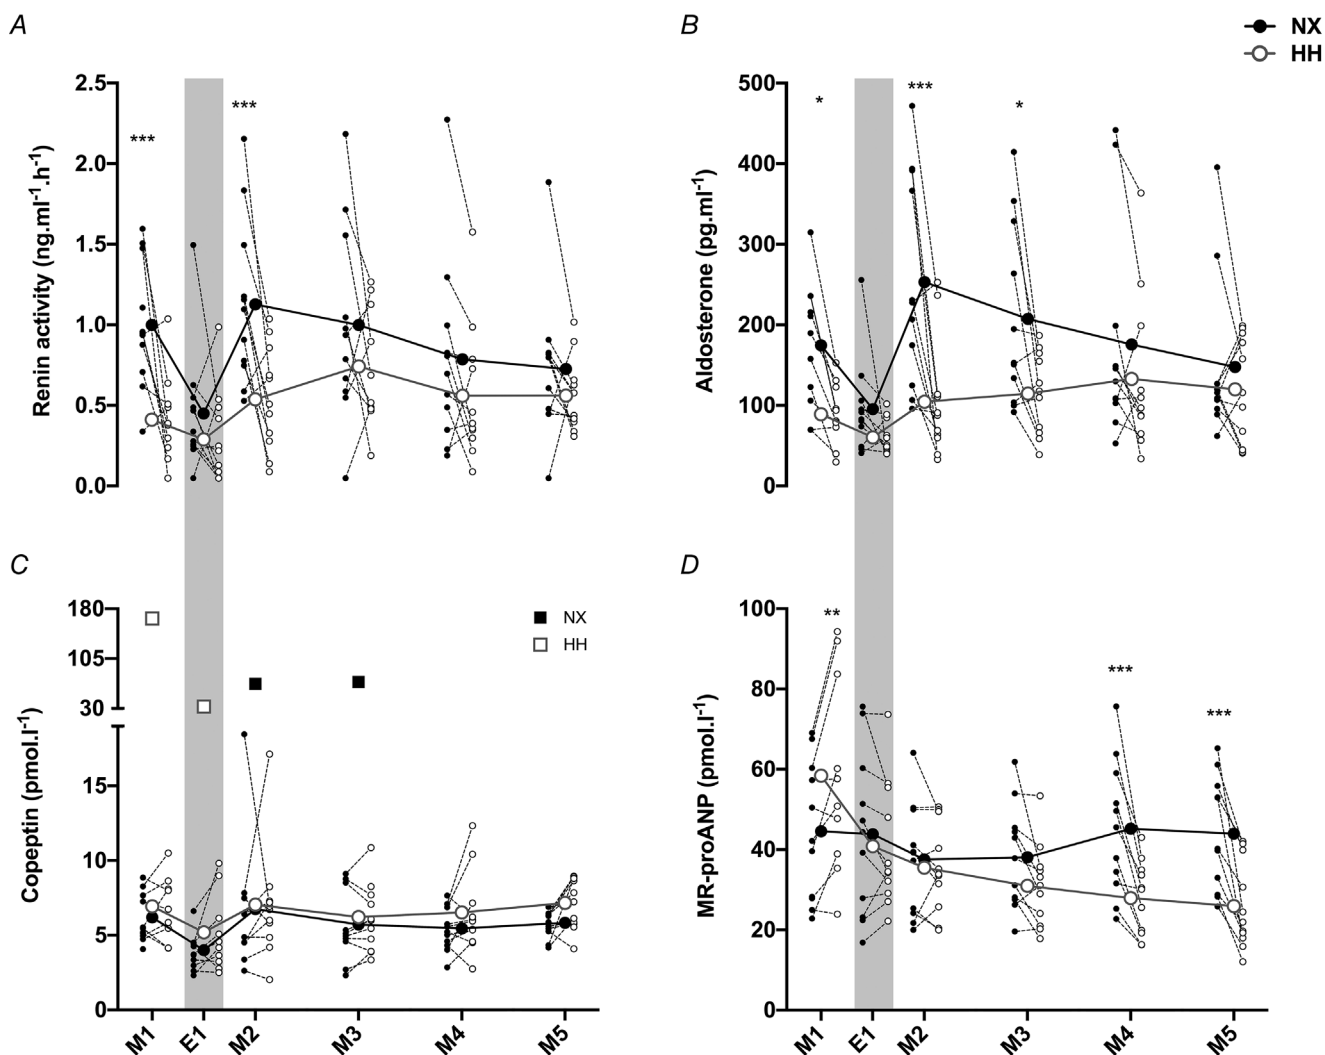 A
B
NX
HH
2.5
2.0
1.5
1.0
0.5
0.0
Renin activity (ng.ml⁻¹.h⁻¹)
***
***
500
400
300
200
100
0
Aldosterone (pg.ml⁻¹)
*
***
*
C
D
180
105
30
15
10
5
0
Copeptin (pmol.l⁻¹)
NX
HH
M1
E1
M2
M3
M4
M5
100
80
60
40
20
0
MR-proANP (pmol.l⁻¹)
**
***
***
M1
E1
M2
M3
M4
M5